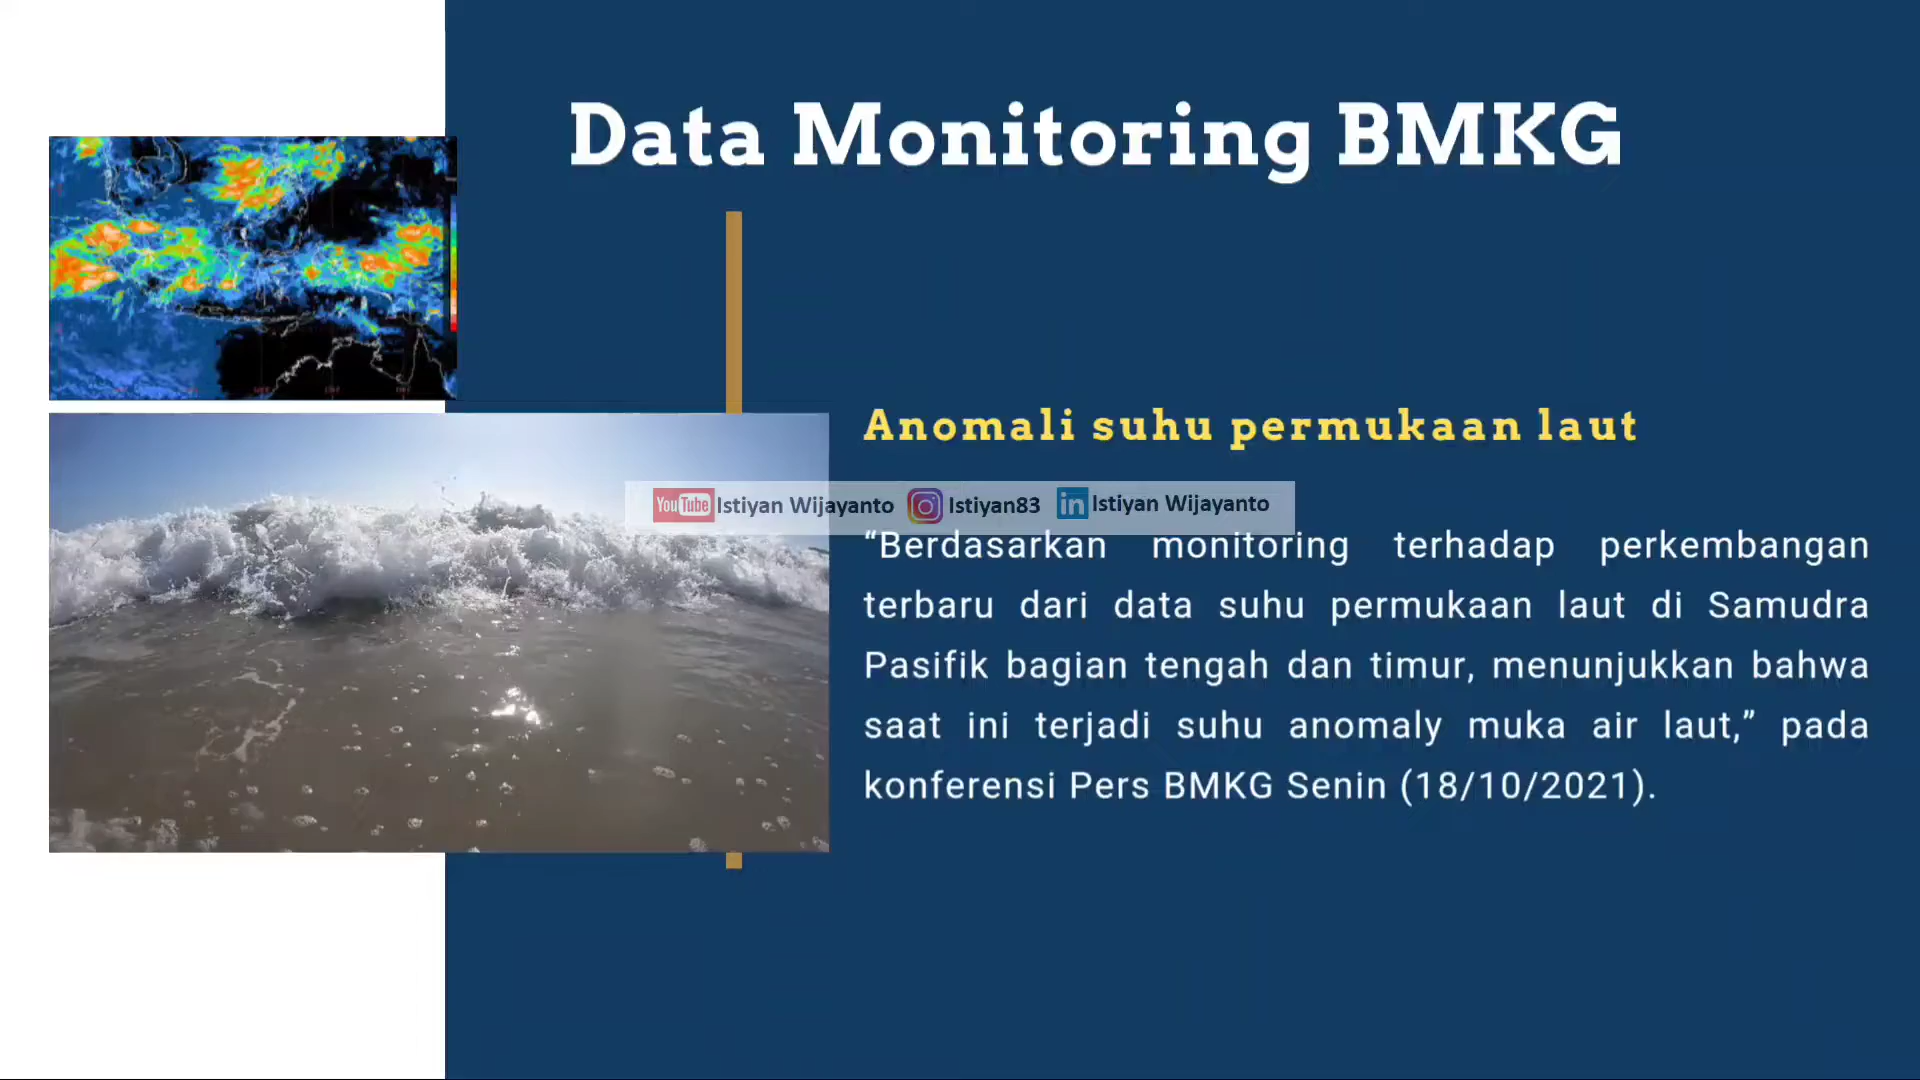 Data Monitoring BMKG
Anomali suhu permukaan laut
YouTube Istiyan Wijayanto Istiyan83 in Istiyan Wijayanto
“Berdasarkan monitoring terhadap perkembangan
terbaru dari data suhu permukaan laut di Samudra
Pasifik bagian tengah dan timur, menunjukkan bahwa
saat ini terjadi suhu anomaly muka air laut,” pada
konferensi Pers BMKG Senin (18/10/2021).